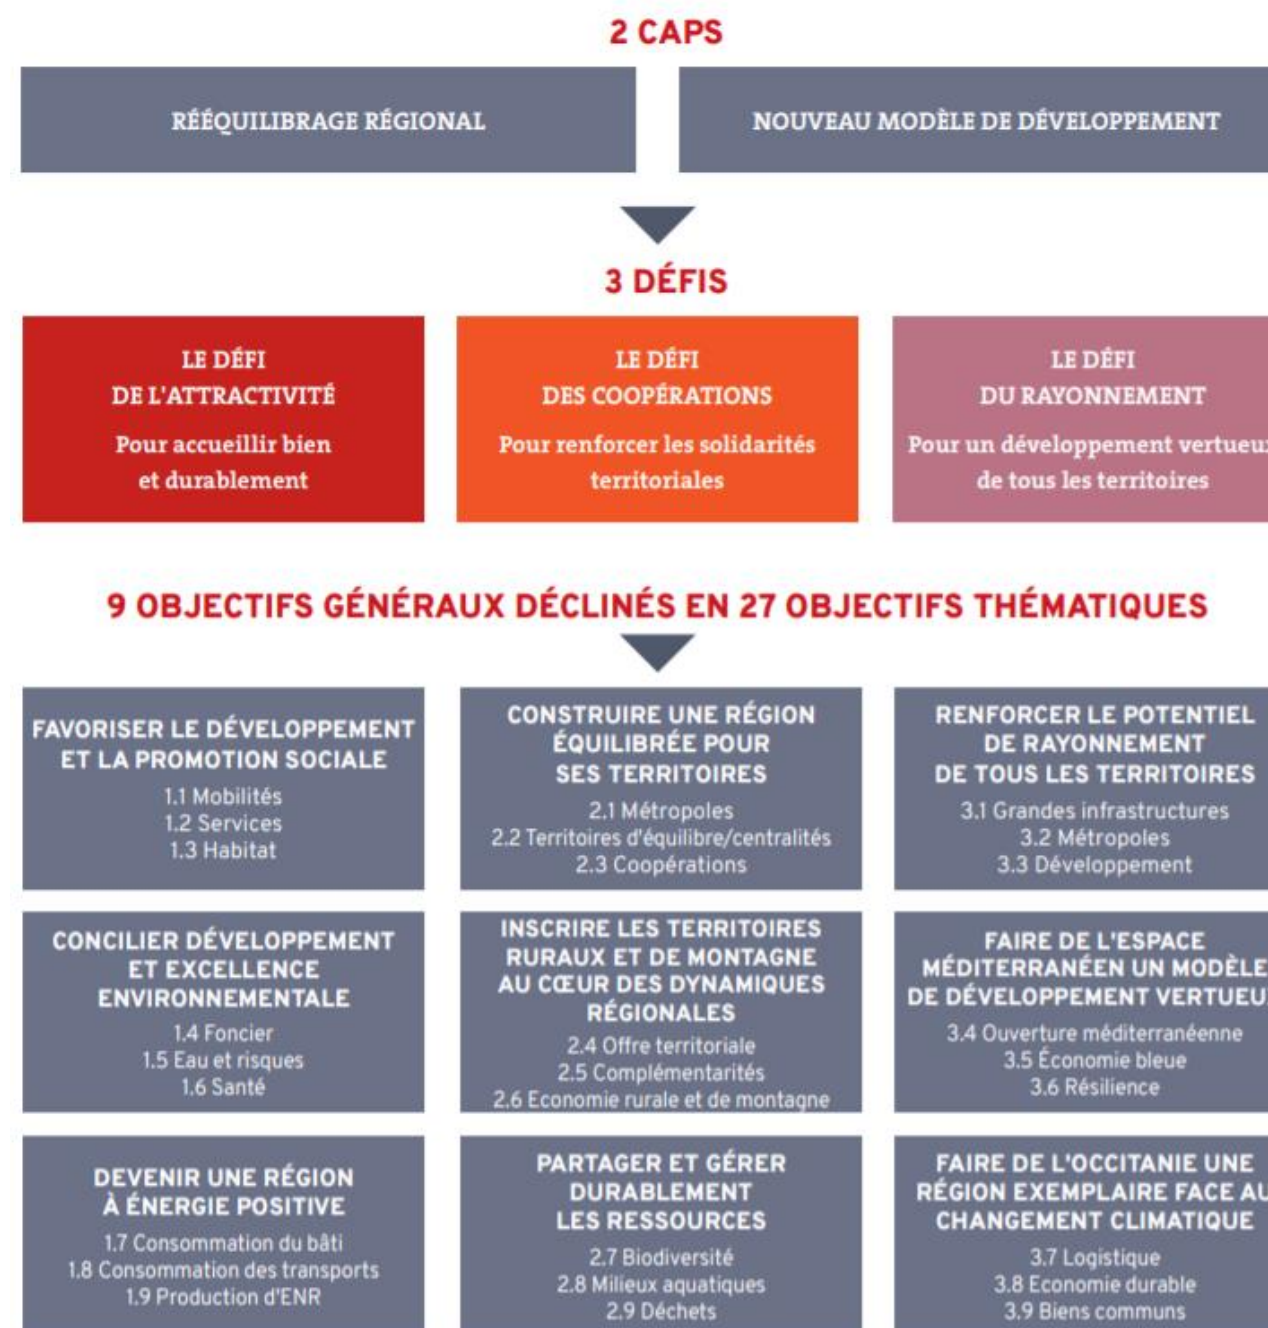 2 CAPS
RÉÉQUILIBRAGE RÉGIONAL
NOUVEAU MODÈLE DE DÉVELOPPEMENT
3 DÉFIS
LE DÉFI
DE L'ATTRACTIVITÉ
Pour accueillir bien
et durablement
LE DÉFI
DES COOPÉRATIONS
Pour renforcer les solidarités
territoriales
LE DÉFI
DU RAYONNEMENT
Pour un développement vertueux
de tous les territoires
9 OBJECTIFS GÉNÉRAUX DÉCLINÉS EN 27 OBJECTIFS THÉMATIQUES
FAVORISER LE DÉVELOPPEMENT
ET LA PROMOTION SOCIALE
1.1 Mobilités
1.2 Services
1.3 Habitat
CONSTRUIRE UNE RÉGION
ÉQUILIBRÉE POUR
SES TERRITOIRES
2.1 Métropoles
2.2 Territoires d'équilibre/centralités
2.3 Coopérations
RENFORCER LE POTENTIEL
DE RAYONNEMENT
DE TOUS LES TERRITOIRES
3.1 Grandes infrastructures
3.2 Métropoles
3.3 Développement
CONCILIER DÉVELOPPEMENT
ET EXCELLENCE
ENVIRONNEMENTALE
1.4 Foncier
1.5 Eau et risques
1.6 Santé
INSCRIRE LES TERRITOIRES
RURAUX ET DE MONTAGNE
AU CŒUR DES DYNAMIQUES
RÉGIONALES
2.4 Offre territoriale
2.5 Complémentarités
2.6 Economie rurale et de montagne
FAIRE DE L'ESPACE
MÉDITERRANÉEN UN MODÈLE
DE DÉVELOPPEMENT VERTUEUX
3.4 Ouverture méditerranéenne
3.5 Économie bleue
3.6 Résilience
DEVENIR UNE RÉGION
À ÉNERGIE POSITIVE
1.7 Consommation du bâti
1.8 Consommation des transports
1.9 Production d'ENR
PARTAGER ET GÉRER
DURABLEMENT
LES RESSOURCES
2.7 Biodiversité
2.8 Milieux aquatiques
2.9 Déchets
FAIRE DE L'OCCITANIE UNE
RÉGION EXEMPLAIRE FACE AU
CHANGEMENT CLIMATIQUE
3.7 Logistique
3.8 Economie durable
3.9 Biens communs